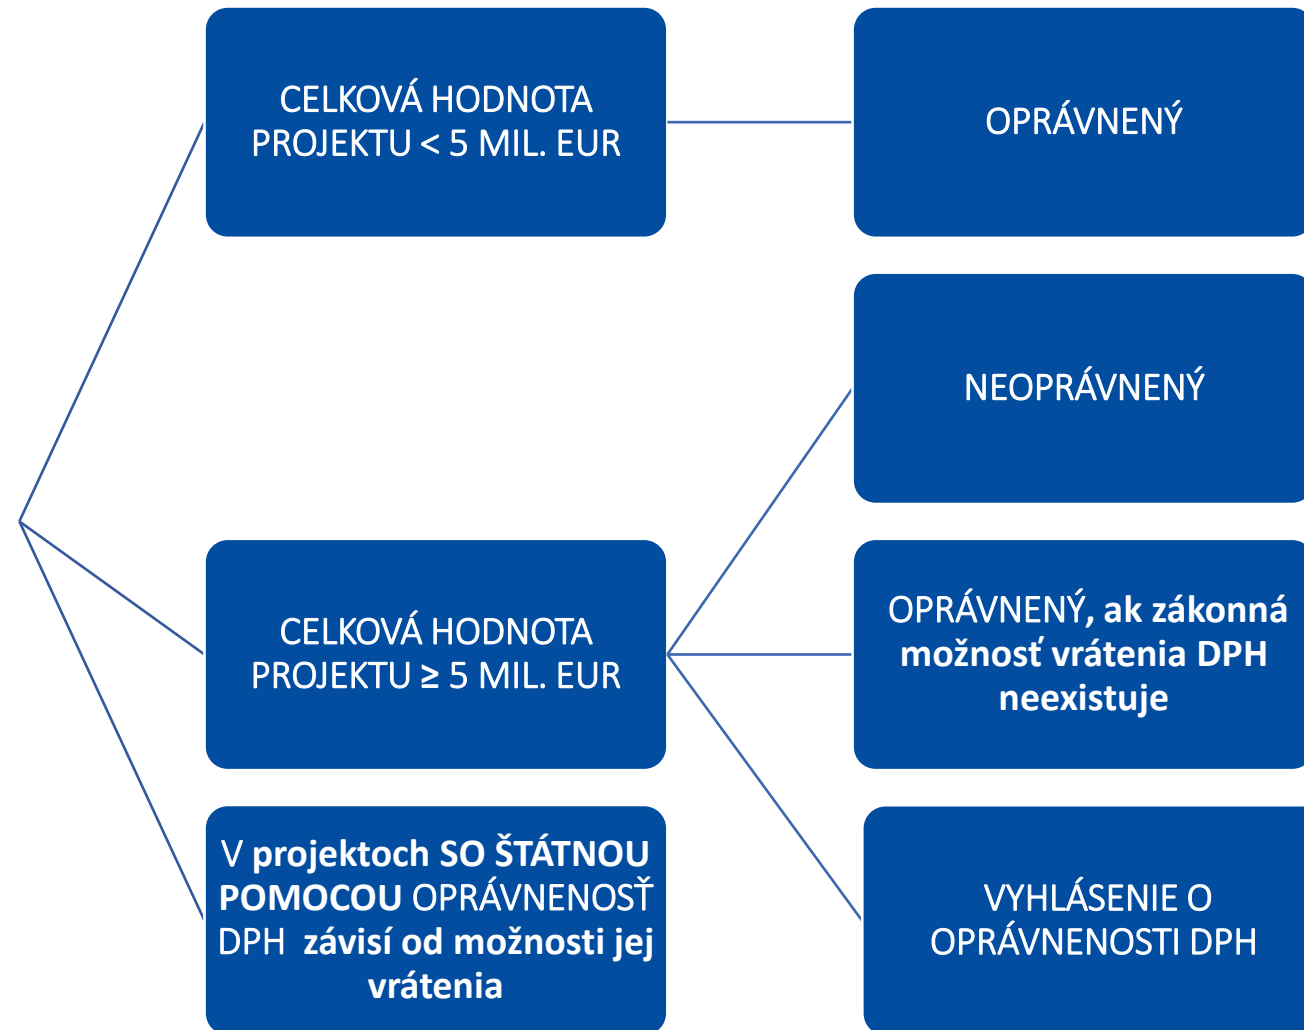 CELKOVÁ HODNOTA
PROJEKTU < 5 MIL. EUR
OPRÁVNENÝ
NEOPRÁVNENÝ
CELKOVÁ HODNOTA
PROJEKTU ≥ 5 MIL. EUR
OPRÁVNENÝ, ak zákonná
možnosť vrátenia DPH
neexistuje
V projektoch SO ŠTÁTNOU
POMOCOU OPRÁVNENOSŤ
DPH závisí od možnosti jej
vrátenia
VYHLÁSENIE O
OPRÁVNENOSTI DPH